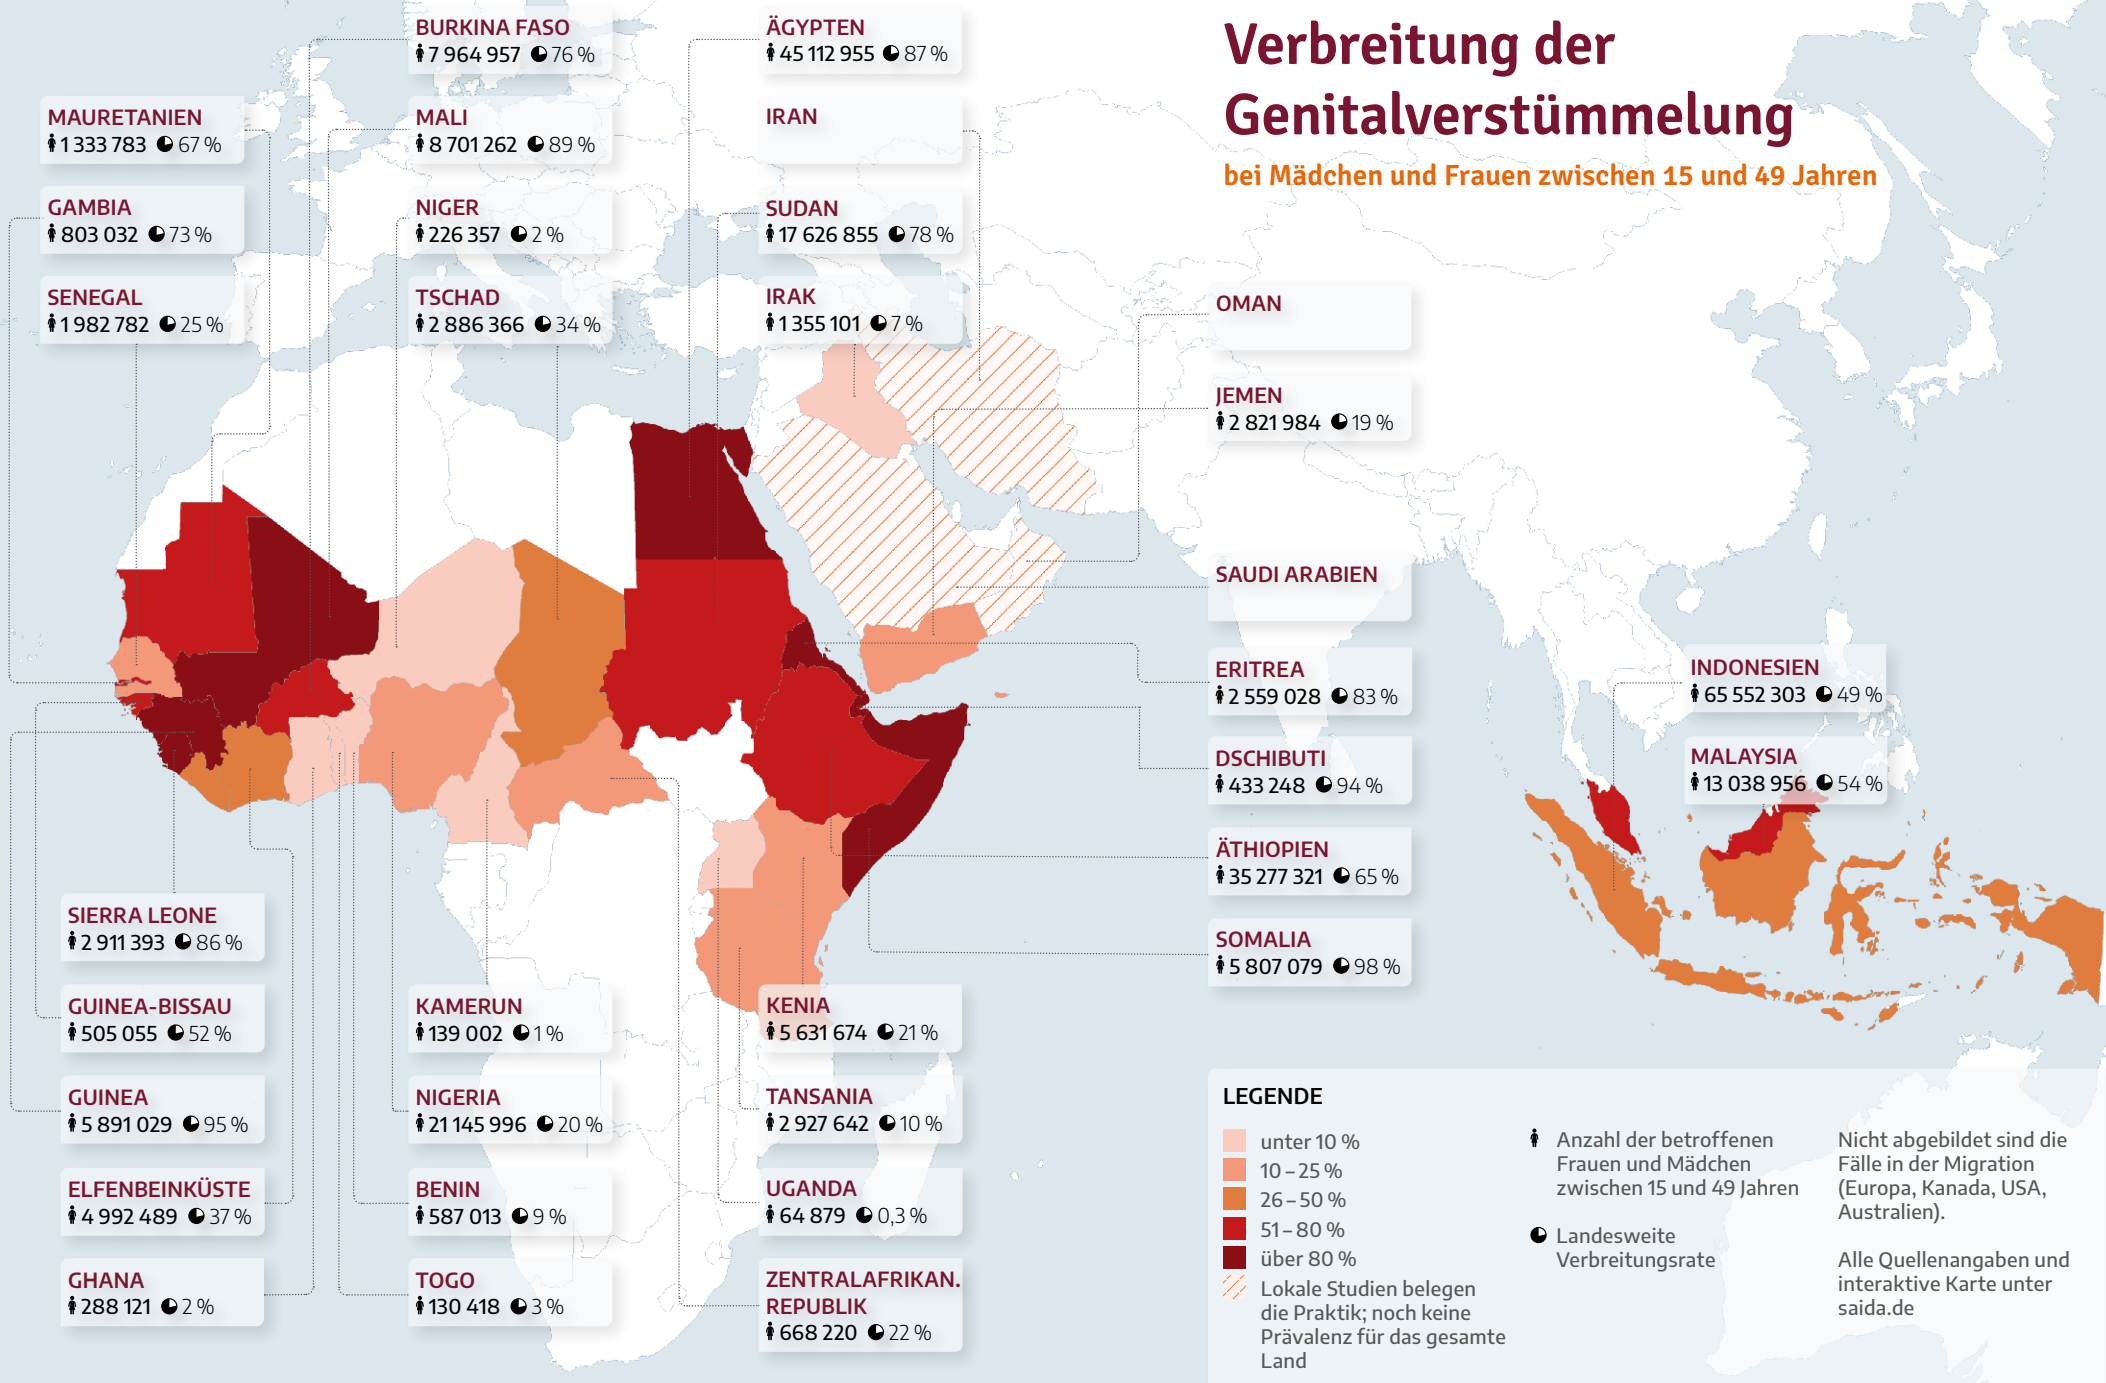 Verbreitung der
Genitalverstümmelung
bei Mädchen und Frauen zwischen 15 und 49 Jahren
BURKINA FASO
7 964 957 76 %
ÄGYPTEN
45 112 955 87 %
MAURETANIEN
1 333 783 67 %
MALI
8 701 262 89 %
IRAN
GAMBIA
803 032 73 %
NIGER
226 357 2 %
SUDAN
17 626 855 78 %
SENEGAL
1 982 782 25 %
TSCHAD
2 886 366 34 %
IRAK
1 355 101 7 %
OMAN
JEMEN
2 821 984 19 %
SAUDI ARABIEN
ERITREA
2 559 028 83 %
DSCHIBUTI
433 248 94 %
ÄTHIOPIEN
35 277 321 65 %
SOMALIA
5 807 079 98 %
INDONESIEN
65 552 303 49 %
MALAYSIA
13 038 956 54 %
SIERRA LEONE
2 911 393 86 %
GUINEA-BISSAU
505 055 52 %
KAMERUN
139 002 1 %
KENIA
5 631 674 21 %
GUINEA
5 891 029 95 %
NIGERIA
21 145 996 20 %
TANSANIA
2 927 642 10 %
ELFENBEINKÜSTE
4 992 489 37 %
BENIN
587 013 9 %
UGANDA
64 879 0,3 %
GHANA
288 121 2 %
TOGO
130 418 3 %
ZENTRALAFRIKAN.
REPUBLIK
668 220 22 %
LEGENDE
unter 10 %
10 – 25 %
26 – 50 %
51 – 80 %
über 80 %
Lokale Studien belegen
die Praktik; noch keine
Prävalenz für das gesamte
Land
Anzahl der betroffenen
Frauen und Mädchen
zwischen 15 und 49 Jahren
Landesweite
Verbreitungsrate
Nicht abgebildet sind die
Fälle in der Migration
(Europa, Kanada, USA,
Australien).
Alle Quellenangaben und
interaktive Karte unter
saida.de